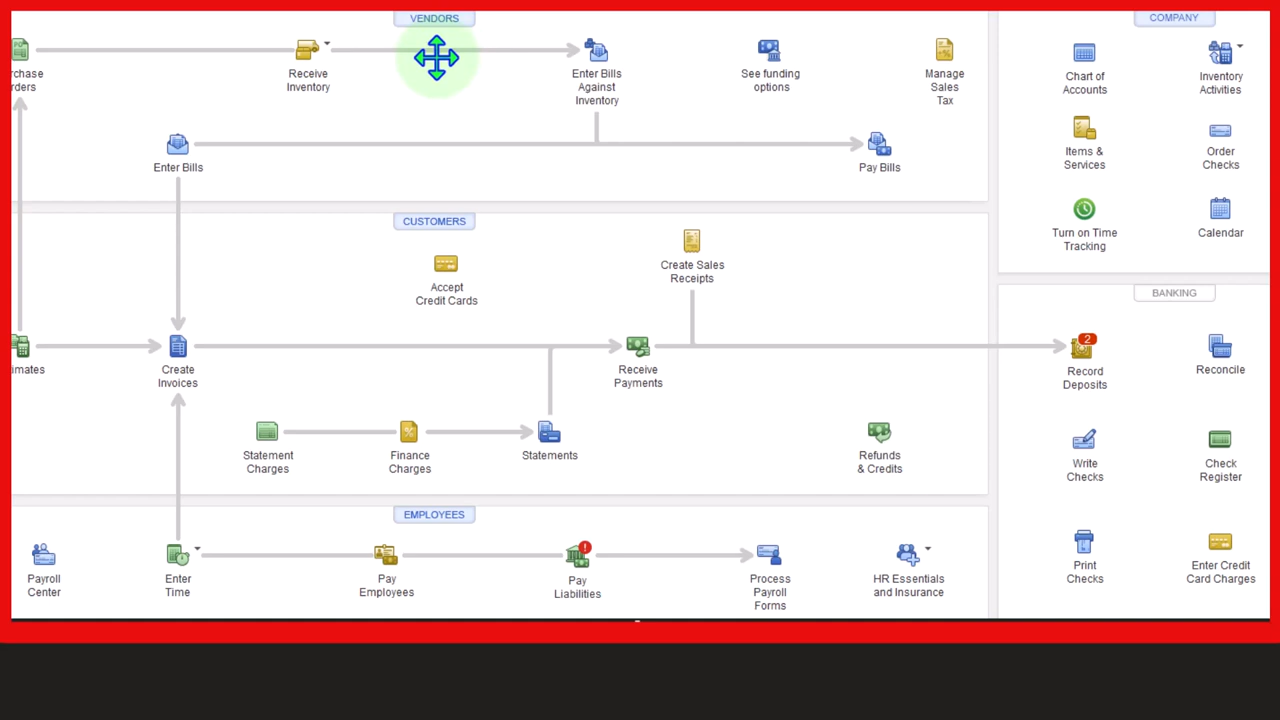 VENDORS
rchase
rders
Receive
Inventory
Enter Bills
Against
Inventory
See funding
options
Manage
Sales
Tax
Enter Bills
Pay Bills
CUSTOMERS
Accept
Credit Cards
Create Sales
Receipts
imates
Create
Invoices
Receive
Payments
Statement
Charges
Finance
Charges
Statements
Refunds
& Credits
EMPLOYEES
Payroll
Center
Enter
Time
Pay
Employees
!
Pay
Liabilities
Process
Payroll
Forms
HR Essentials
and Insurance
COMPANY
Chart of
Accounts
Inventory
Activities
Items &
Services
Order
Checks
Turn on Time
Tracking
Calendar
BANKING
2
Record
Deposits
Reconcile
Write
Checks
Check
Register
Print
Checks
Enter Credit
Card Charges